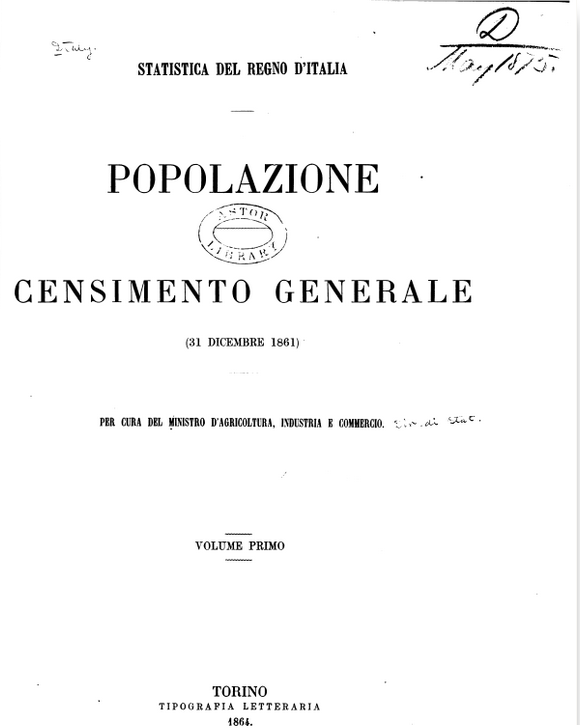 Italy.
D
May 1875.
STATISTICA DEL REGNO D'ITALIA
POPOLAZIONE
ASTOR
LIBRARY
CENSIMENTO GENERALE
(31 DICEMBRE 1861)
PER CURA DEL MINISTRO D'AGRICOLTURA, INDUSTRIA E COMMERCIO. Dir. di Stat.
VOLUME PRIMO
TORINO
TIPOGRAFIA LETTERARIA
1864.